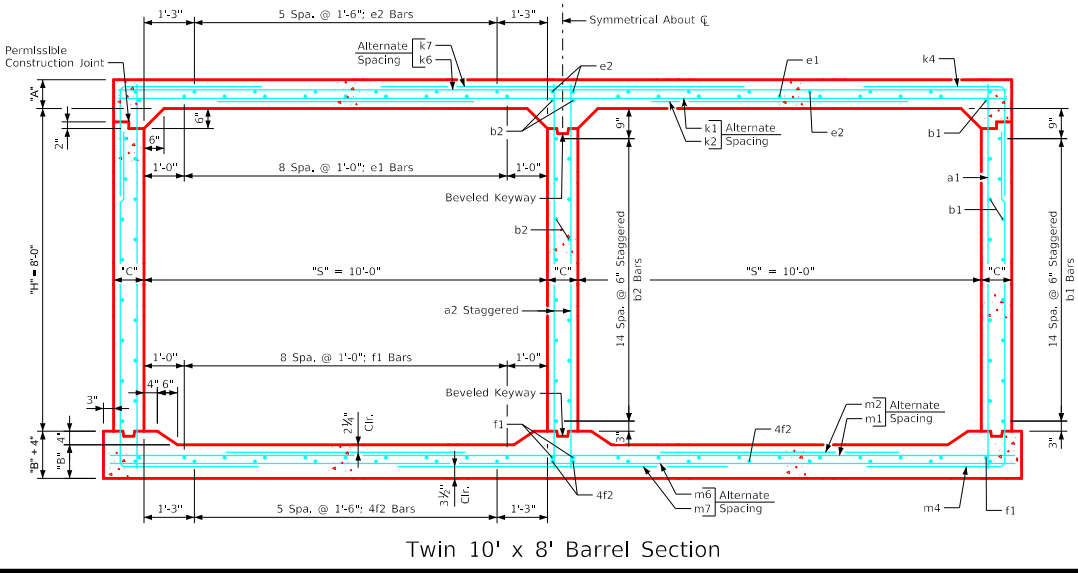 1'-3"
5 Spa. @ 1'-6"; e2 Bars
1'-3"
Symmetrical About ℄
Permissible
Construction Joint
Alternate
Spacing
k7
k6
e2
e1
k4
"A"
2"
6"
6"
b2
9"
k1
k2
Alternate
Spacing
e2
b1
9"
1'-0"
8 Spa. @ 1'-0"; e1 Bars
1'-0"
a1
Beveled Keyway
b2
b1
"H" = 8'-0"
"C"
"S" = 10'-0"
"C"
"S" = 10'-0"
"C"
14 Spa. @ 6" Staggered
b2 Bars
14 Spa. @ 6" Staggered
b1 Bars
a2 Staggered
1'-0"
8 Spa. @ 1'-0"; f1 Bars
1'-0"
4"
6"
3"
Beveled Keyway
2¼"
Clr.
f1
m2
m1
Alternate
Spacing
4f2
3"
3"
"B" + 4"
4"
"B"
3½"
Clr.
4f2
m6
m7
Alternate
Spacing
m4
f1
1'-3"
5 Spa. @ 1'-6"; 4f2 Bars
1'-3"
Twin 10' x 8' Barrel Section